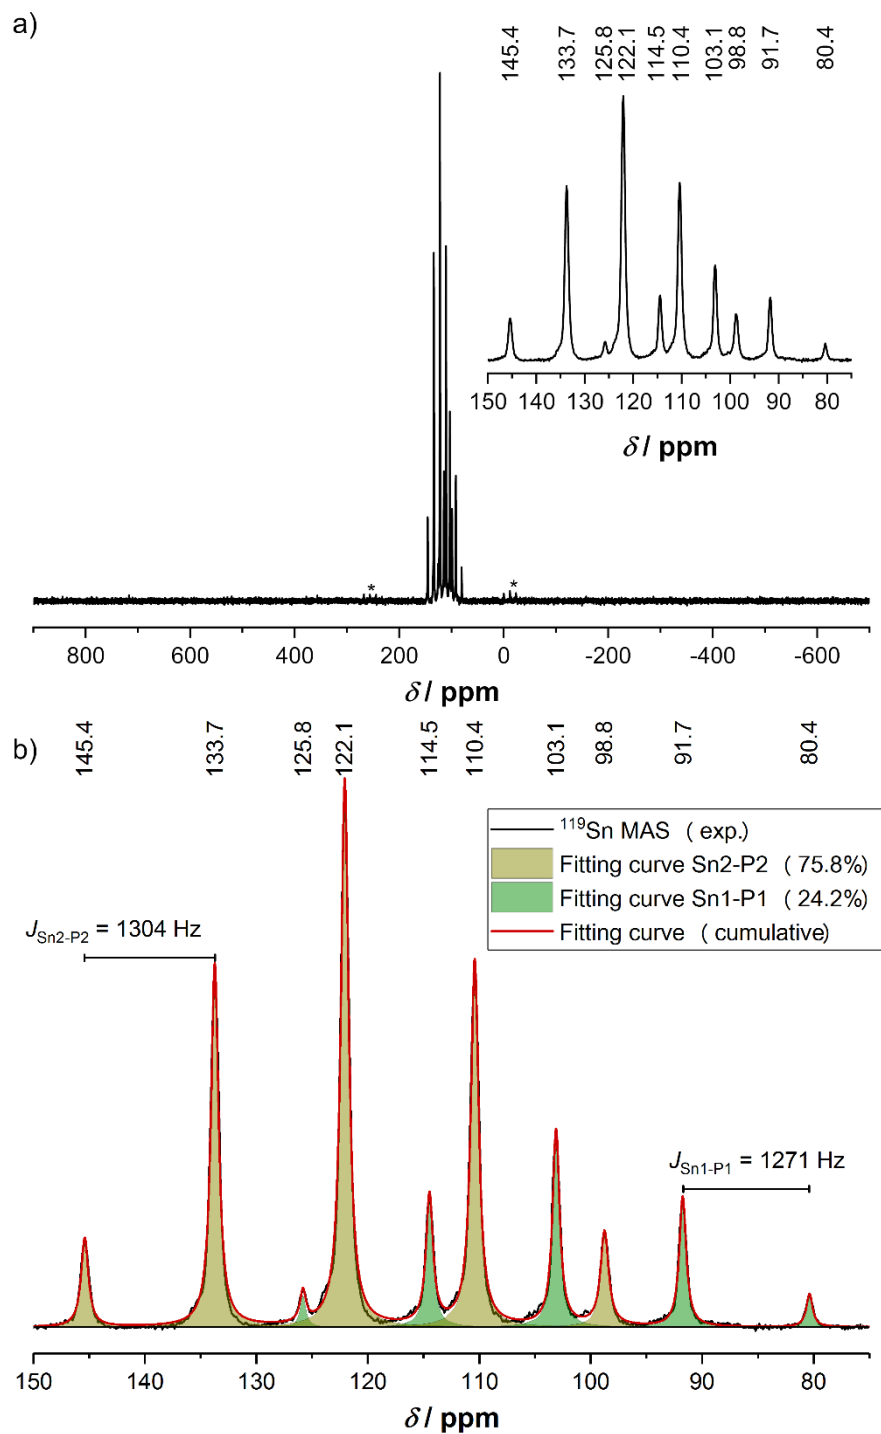 a)
145.4 133.7 125.8 122.1 114.5 110.4 103.1 98.8 91.7 80.4
150 140 130 120 110 100 90 80
δ / ppm
* *
800 600 400 200 0 -200 -400 -600
δ / ppm
b)
145.4 133.7 125.8 122.1 114.5 110.4 103.1 98.8 91.7 80.4
¹¹⁹Sn MAS (exp.)
Fitting curve Sn2-P2 (75.8%)
Fitting curve Sn1-P1 (24.2%)
Fitting curve (cumulative)
J_Sn2-P2 = 1304 Hz
J_Sn1-P1 = 1271 Hz
150 140 130 120 110 100 90 80
δ / ppm